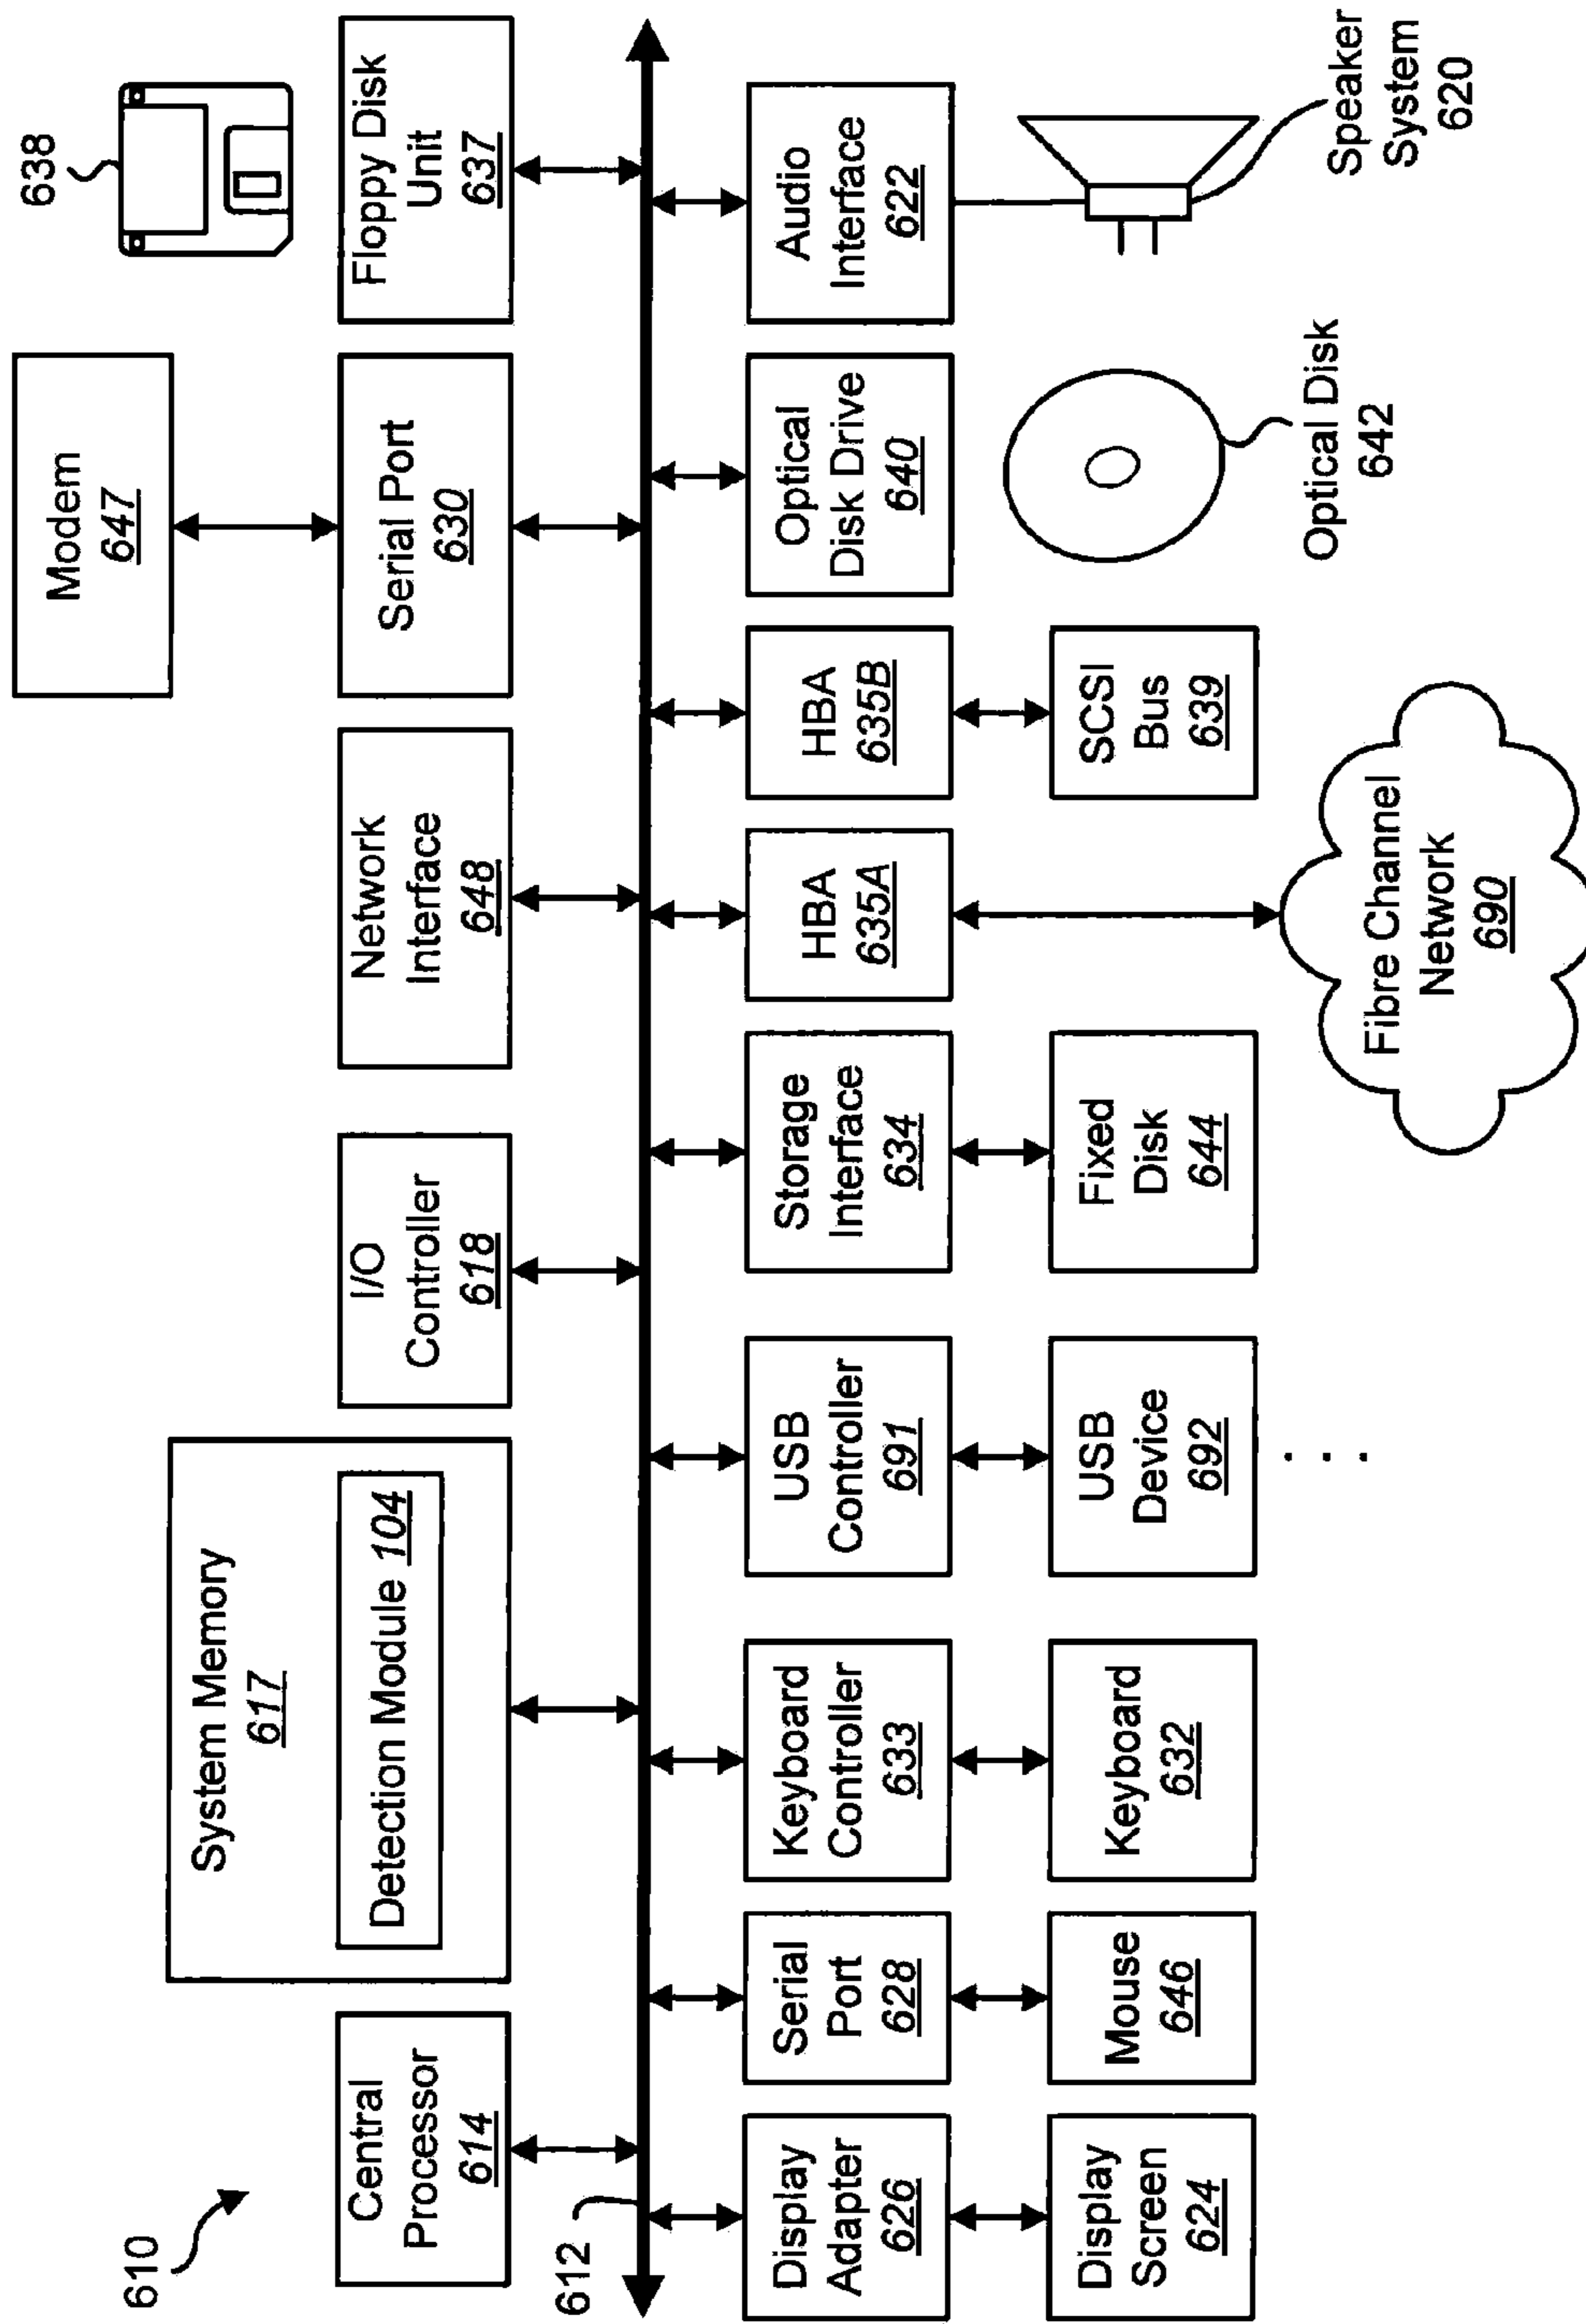 610
Central
Processor
614
System Memory
617
Detection Module 104
I/O
Controller
618
Network
Interface
648
Modem
647
Serial Port
630
638
Floppy Disk
Unit
637
612
Display
Adapter
626
Serial
Port
628
Keyboard
Controller
633
USB
Controller
691
Storage
Interface
634
HBA
635A
HBA
635B
Optical
Disk Drive
640
Audio
Interface
622
Display
Screen
624
Mouse
646
Keyboard
632
USB
Device
692
. . .
Fixed
Disk
644
SCSI
Bus
639
Fibre Channel
Network
690
Optical Disk
642
Speaker
System
620